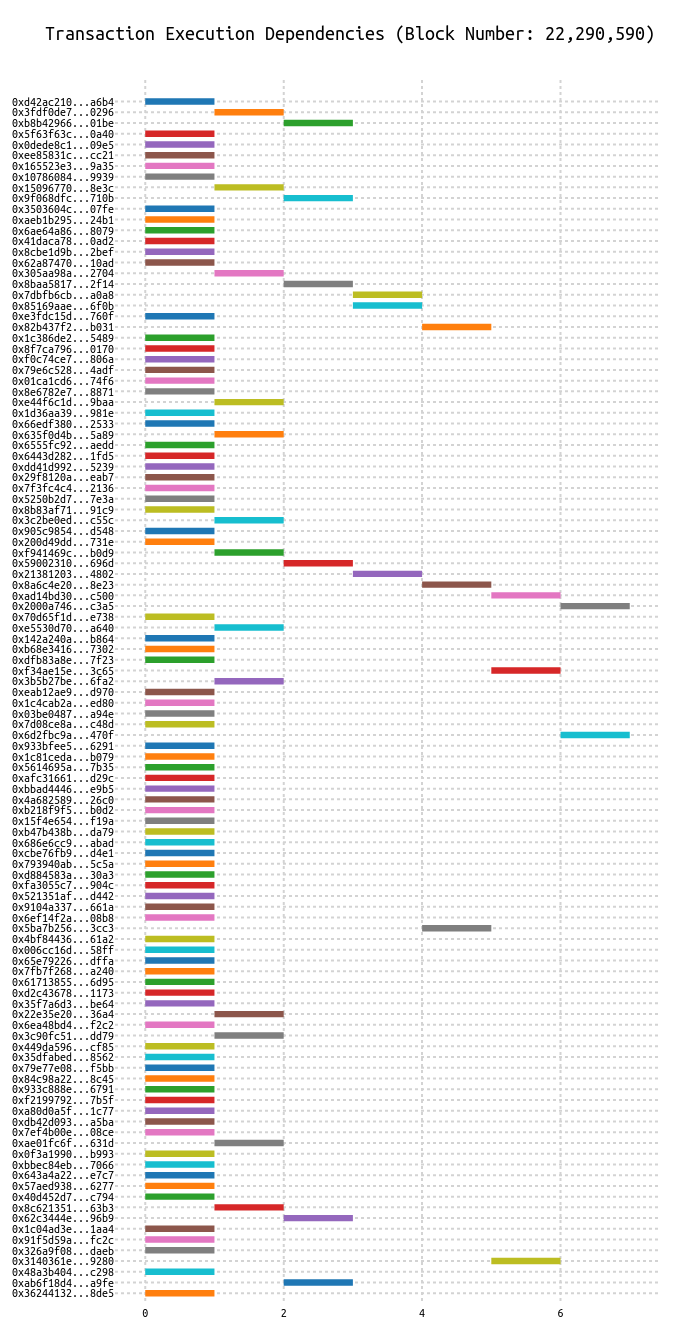 Transaction Execution Dependencies (Block Number: 22,290,590)
0xd42ac210...a6b4
0x3fdf0de7...0296
0xb8b42966...01be
0x5f63f63c...0a40
0x0dede8c1...09e5
0xee85831c...cc21
0x165523e3...9a35
0x10786084...9939
0x15096770...8e3c
0x9f068dfc...710b
0x3503604c...07fe
0xaeb1b295...24b1
0x6ae64a86...8079
0x41daca78...0ad2
0x8cbe1d9b...2bef
0x62a87470...10ad
0x305aa98a...2704
0x8baa5817...2f14
0x7dbfb6cb...a0a8
0x85169aae...6f0b
0xe3fdc15d...760f
0x82b437f2...b031
0x1c386de2...5489
0x8f7ca796...0170
0xf0c74ce7...806a
0x79e6c528...4adf
0x01ca1cd6...74f6
0x8e6782e7...8871
0xe44f6c1d...9baa
0x1d36aa39...981e
0x66edf380...2533
0x635f0d4b...5a89
0x6555fc92...aedd
0x6443d282...1fd5
0xdd41d992...5239
0x29f8120a...eab7
0x7f3fc4c4...2136
0x5250b2d7...7e3a
0x8b83af71...91c9
0x3c2be0ed...c55c
0x905c9854...d548
0x200d49dd...731e
0xf941469c...b0d9
0x59002310...696d
0x21381203...4802
0x8a6c4e20...8e23
0xad14bd30...c500
0x2000a746...c3a5
0x70d65f1d...e738
0xe5530d70...a640
0x142a240a...b864
0xb68e3416...7302
0xdfb83a8e...7f23
0xf34ae15e...3c65
0x3b5b27be...6fa2
0xeab12ae9...d970
0x1c4cab2a...ed80
0x03be0487...a94e
0x7d08ce8a...c48d
0x6d2fbc9a...470f
0x933bfee5...6291
0x1c81ceda...b079
0x5614695a...7b35
0xafc31661...d29c
0xbbad4446...e9b5
0x4a682589...26c0
0xb218f9f5...b0d2
0x15f4e654...f19a
0xb47b438b...da79
0x686e6cc9...abad
0xcbe76fb9...d4e1
0x793940ab...5c5a
0xd884583a...30a3
0xfa3055c7...904c
0x521351af...d442
0x9104a337...661a
0x6ef14f2a...08b8
0x5ba7b256...3cc3
0x4bf84436...61a2
0x006cc16d...58ff
0x65e79226...dffa
0x7fb7f268...a240
0x61713855...6d95
0xd2c43678...1173
0x35f7a6d3...be64
0x22e35e20...36a4
0x6ea48bd4...f2c2
0x3c90fc51...dd79
0x449da596...cf85
0x35dfabed...8562
0x79e77e08...f5bb
0x84c98a22...8c45
0x933c888e...6791
0xf2199792...7b5f
0xa80d0a5f...1c77
0xdb42d093...a5ba
0x7ef4b00e...08ce
0xae01fc6f...631d
0x0f3a1990...b993
0xbbec84eb...7066
0x643a4a22...e7c7
0x57aed938...6277
0x40d452d7...c794
0x8c621351...63b3
0x62c3444e...96b9
0x1c04ad3e...1aa4
0x91f5d59a...fc2c
0x326a9f08...daeb
0x3140361e...9280
0x48a3b404...c298
0xab6f18d4...a9fe
0x36244132...8de5
0 2 4 6